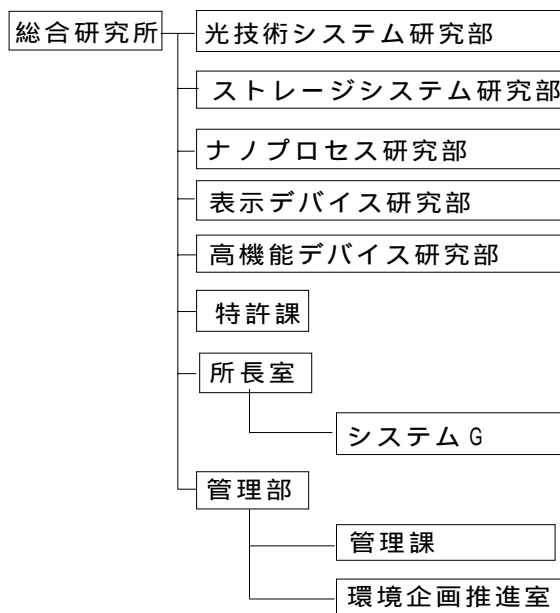 総合研究所
光技術システム研究部
ストレージシステム研究部
ナノプロセス研究部
表示デバイス研究部
高機能デバイス研究部
特許課
所長室
システムG
管理部
管理課
環境企画推進室